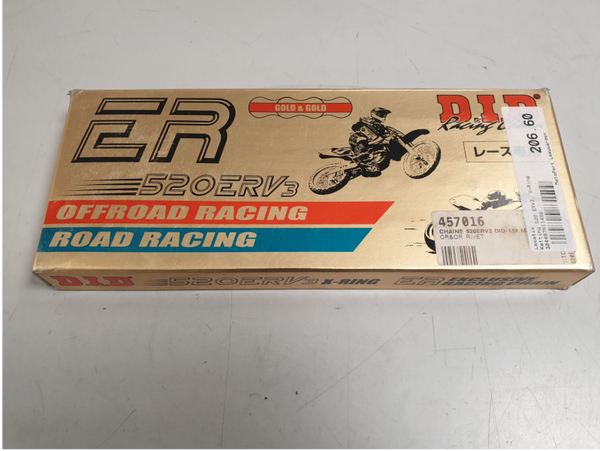 ER
GOLD & GOLD
D.I.D
Racing
レース
520ERV3
OFFROAD RACING
ROAD RACING
206.60
457016
CHAINE 520ERV3 DID-114 M
OR&OR RIVET
D.I.D 520ERV3 X-RING ER